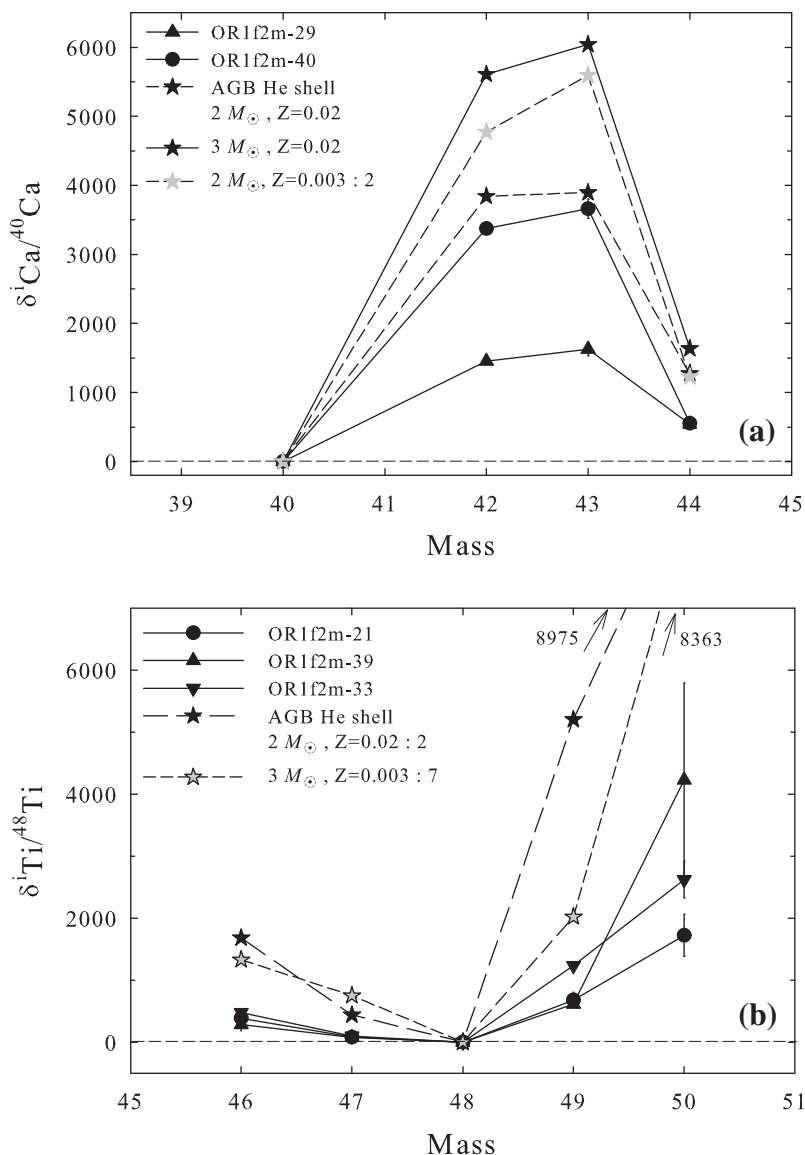 OR1f2m-29
OR1f2m-40
AGB He shell
2 M☉ , Z=0.02
3 M☉ , Z=0.02
2 M☉, Z=0.003 : 2
δⁱCa/⁴⁰Ca
6000
5000
4000
3000
2000
1000
0
(a)
39 40 41 42 43 44 45
Mass
OR1f2m-21
OR1f2m-39
OR1f2m-33
AGB He shell
2 M☉ , Z=0.02 : 2
3 M☉ , Z=0.003 : 7
8975
8363
δⁱTi/⁴⁸Ti
6000
4000
2000
0
(b)
45 46 47 48 49 50 51
Mass